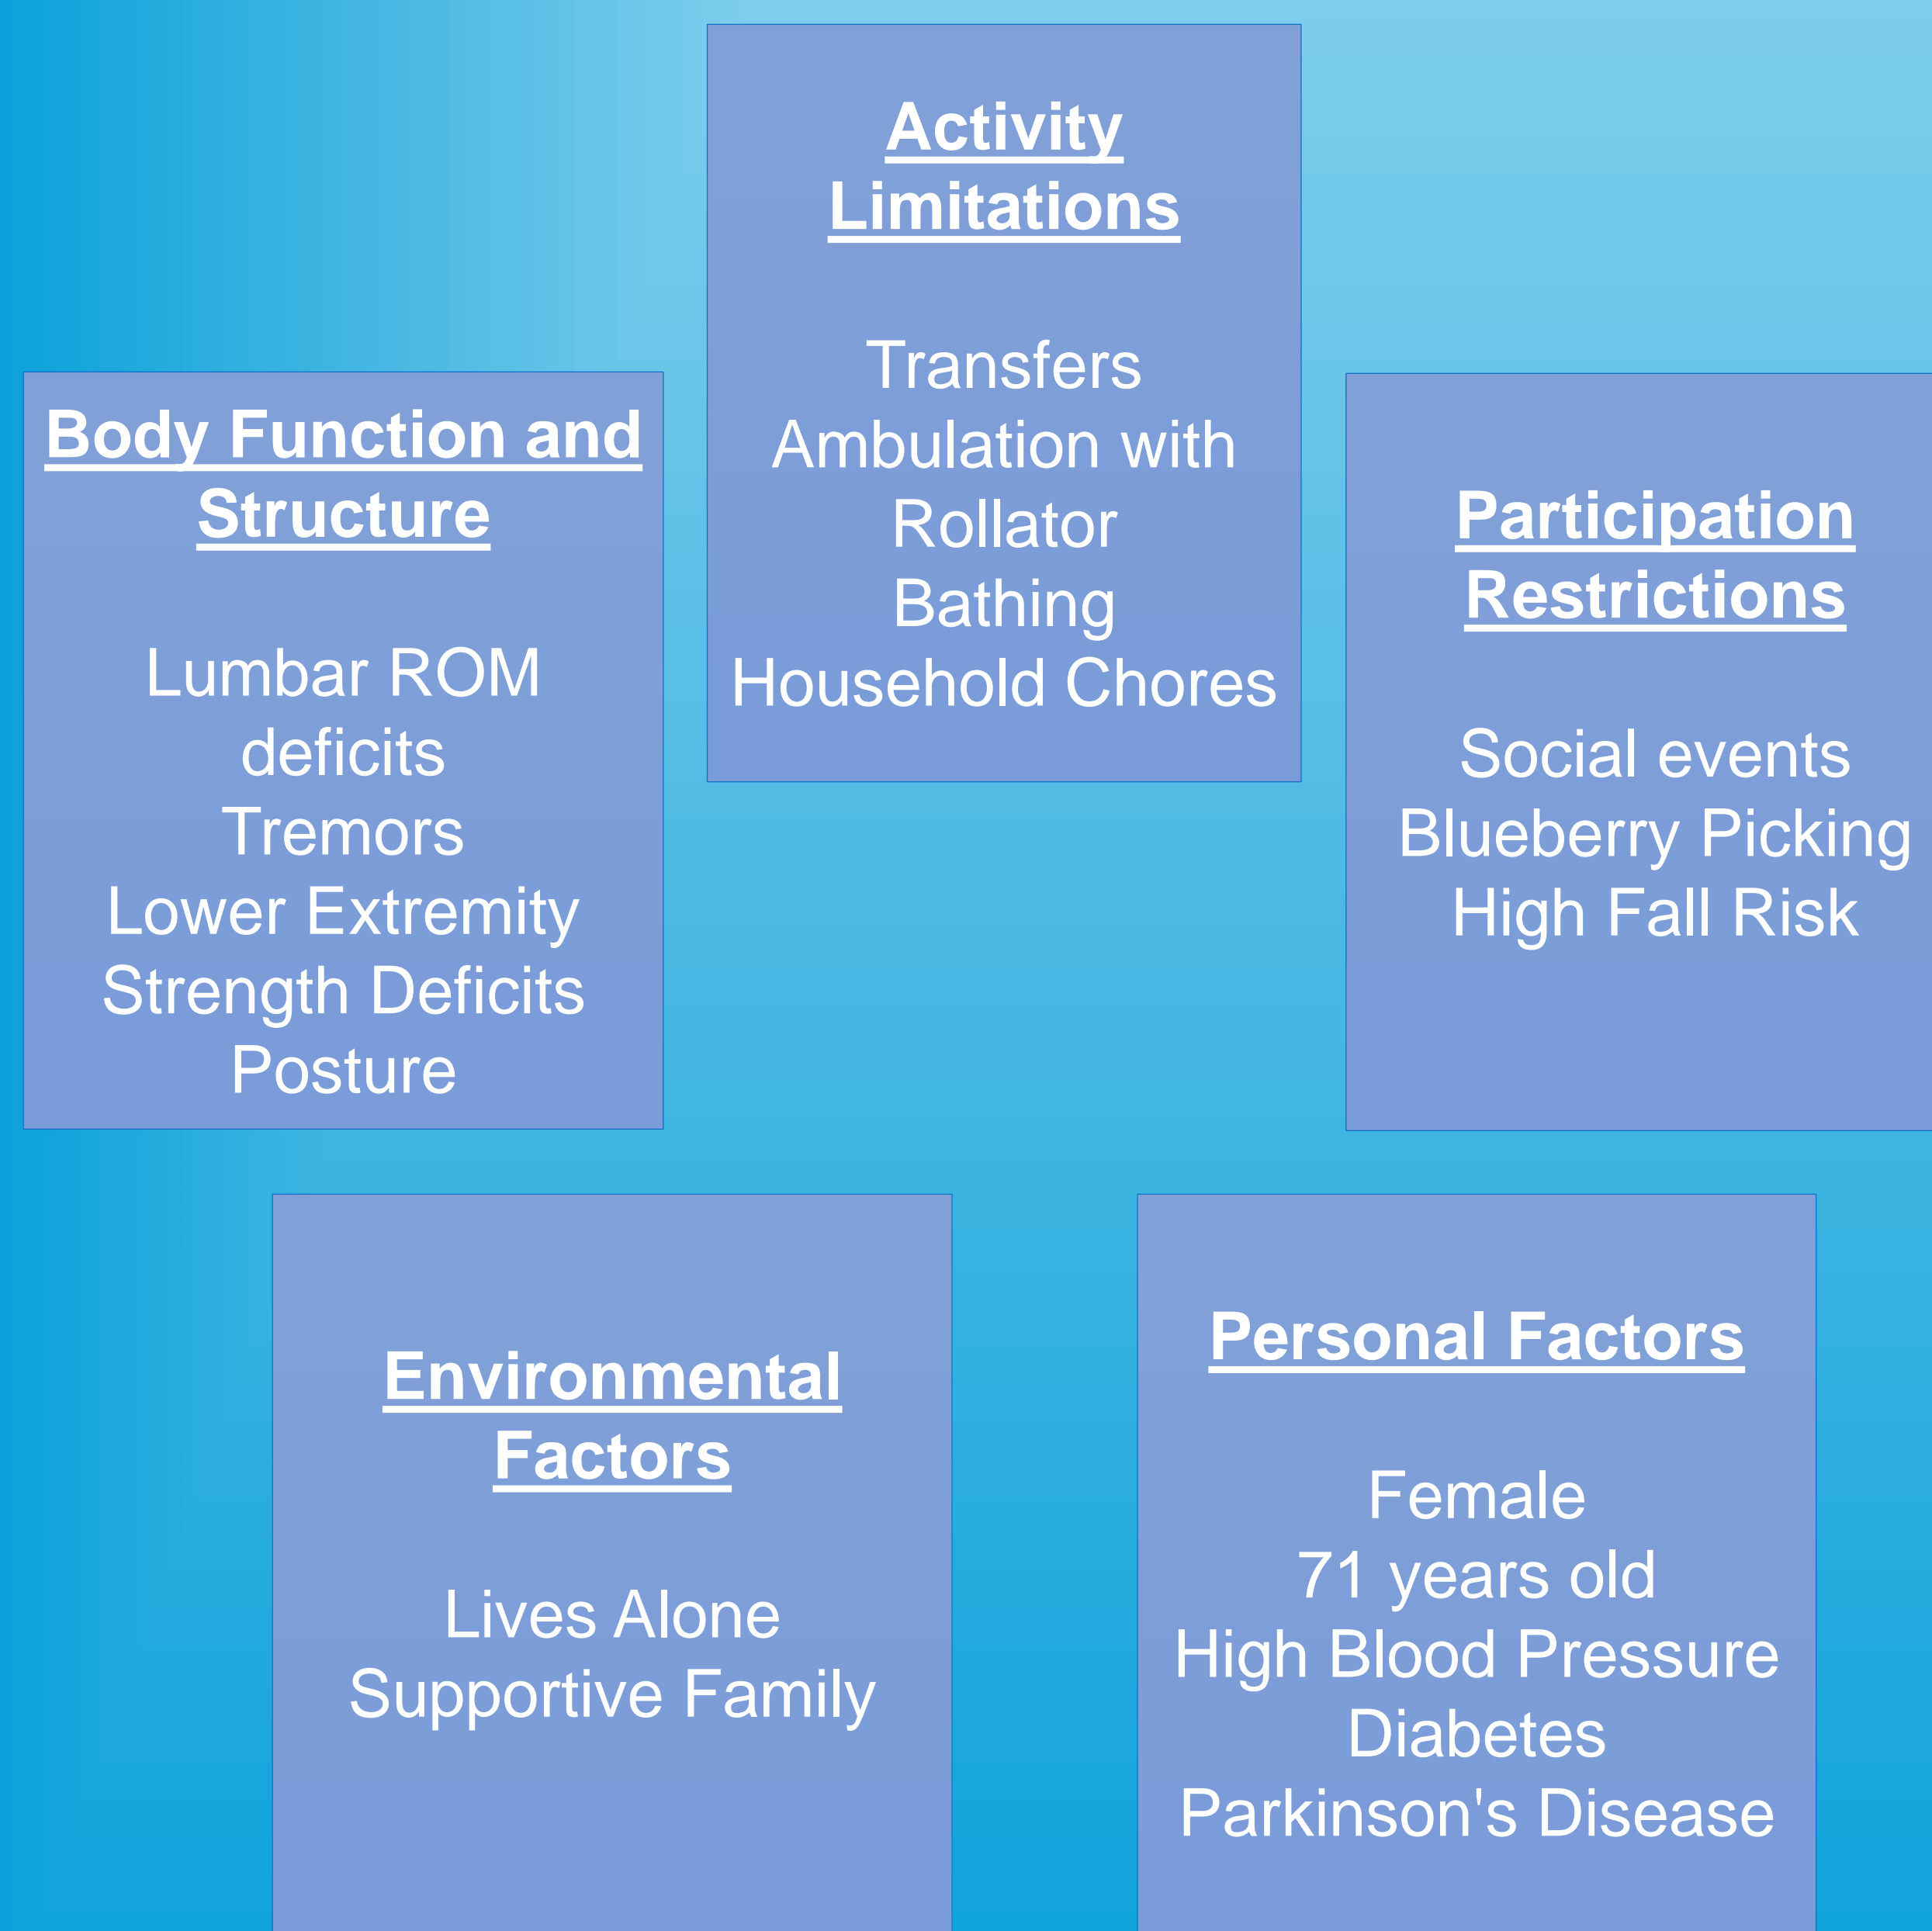 Activity
Limitations
Transfers
Ambulation with
Rollator
Bathing
Household Chores
Body Function and
Structure
Lumbar ROM
deficits
Tremors
Lower Extremity
Strength Deficits
Posture
Participation
Restrictions
Social events
Blueberry Picking
High Fall Risk
Environmental
Factors
Lives Alone
Supportive Family
Personal Factors
Female
71 years old
High Blood Pressure
Diabetes
Parkinson's Disease